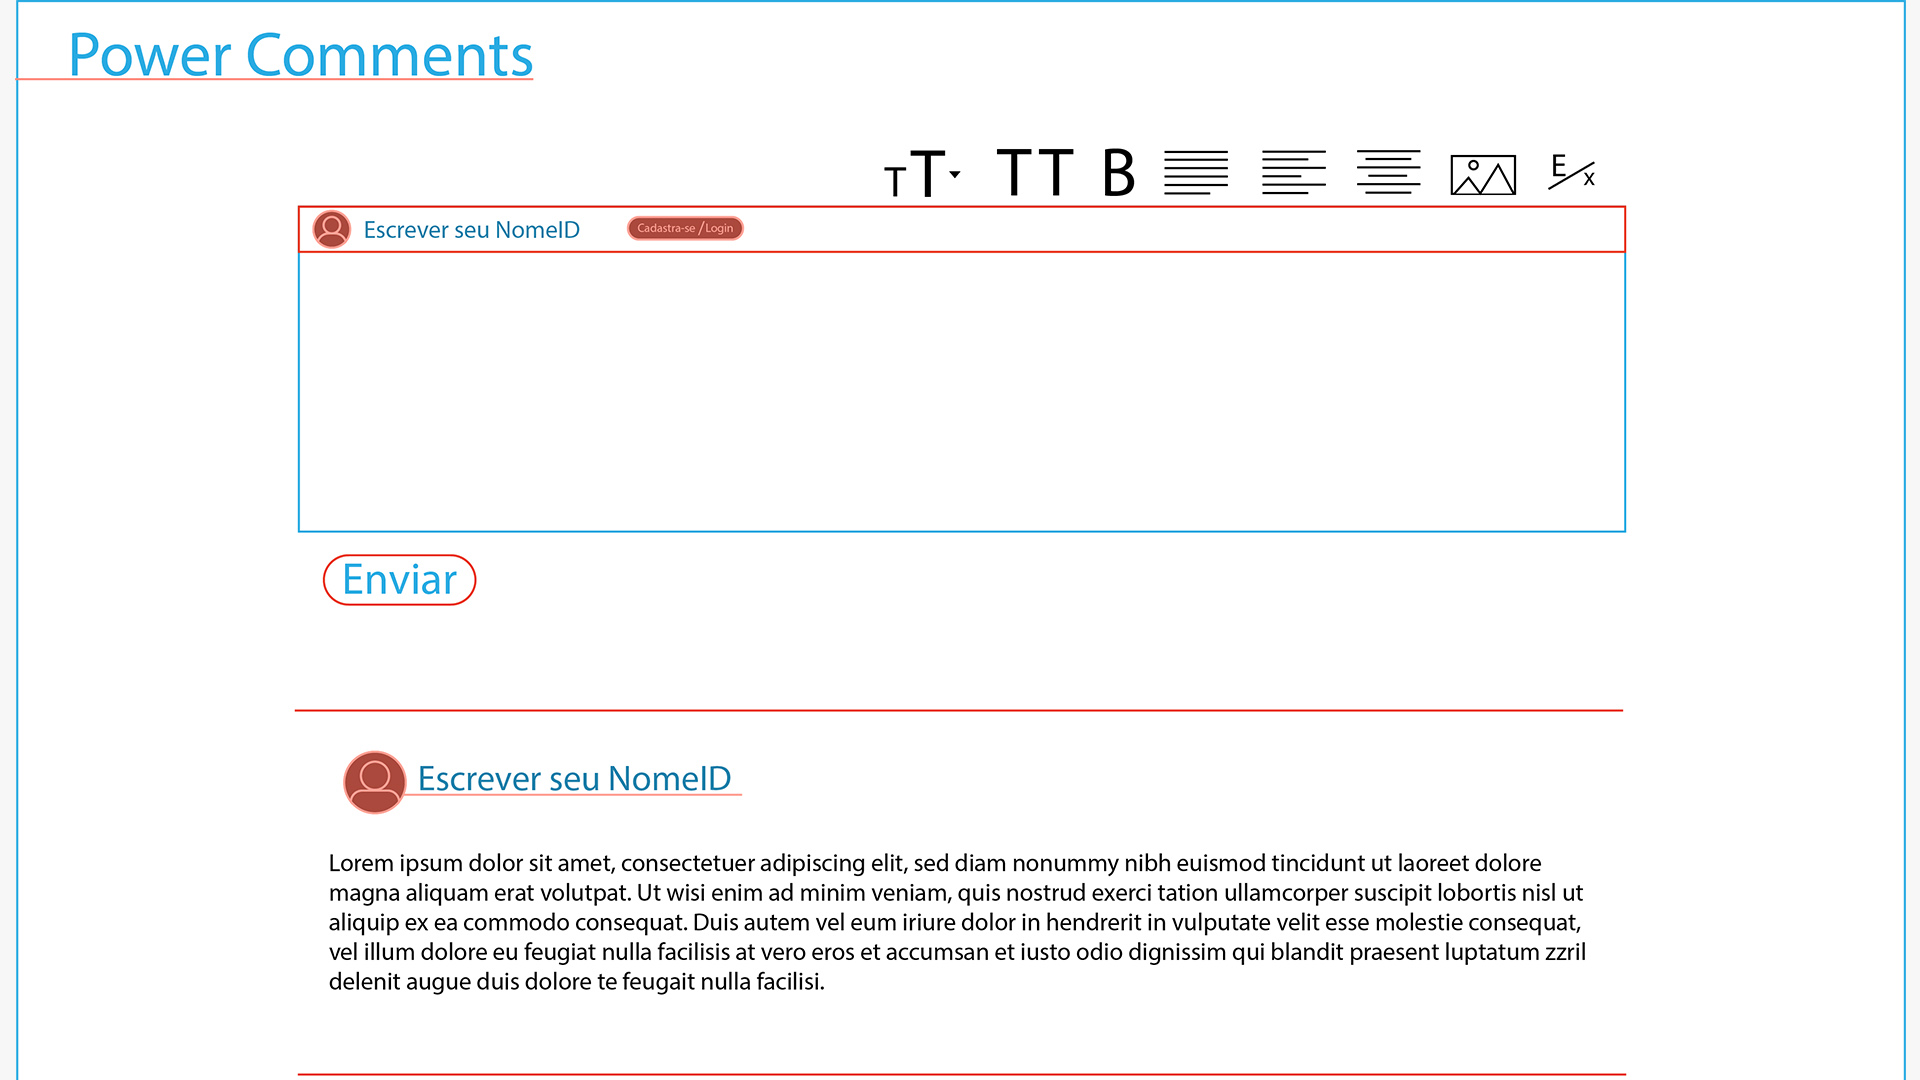 Power Comments
TT TT B E/x
Escrever seu NomeID Cadastra-se /Login
Enviar
Escrever seu NomeID
Lorem ipsum dolor sit amet, consectetuer adipiscing elit, sed diam nonummy nibh euismod tincidunt ut laoreet dolore
magna aliquam erat volutpat. Ut wisi enim ad minim veniam, quis nostrud exerci tation ullamcorper suscipit lobortis nisl ut
aliquip ex ea commodo consequat. Duis autem vel eum iriure dolor in hendrerit in vulputate velit esse molestie consequat,
vel illum dolore eu feugiat nulla facilisis at vero eros et accumsan et iusto odio dignissim qui blandit praesent luptatum zzril
delenit augue duis dolore te feugait nulla facilisi.